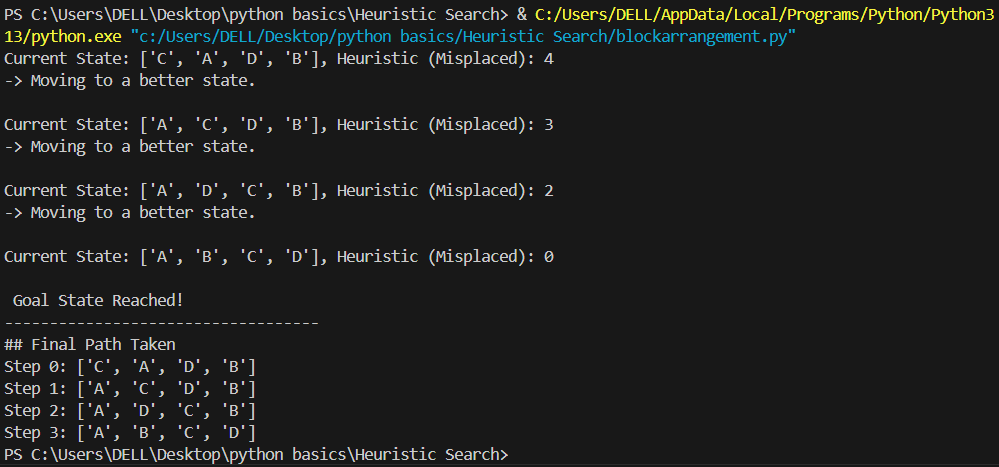 PS C:\Users\DELL\Desktop\python basics\Heuristic Search> & C:/Users/DELL/AppData/Local/Programs/Python/Python3
13/python.exe "c:/Users/DELL/Desktop/python basics/Heuristic Search/blockarrangement.py"
Current State: ['C', 'A', 'D', 'B'], Heuristic (Misplaced): 4
-> Moving to a better state.
Current State: ['A', 'C', 'D', 'B'], Heuristic (Misplaced): 3
-> Moving to a better state.
Current State: ['A', 'D', 'C', 'B'], Heuristic (Misplaced): 2
-> Moving to a better state.
Current State: ['A', 'B', 'C', 'D'], Heuristic (Misplaced): 0
Goal State Reached!
-----------------------------------
## Final Path Taken
Step 0: ['C', 'A', 'D', 'B']
Step 1: ['A', 'C', 'D', 'B']
Step 2: ['A', 'D', 'C', 'B']
Step 3: ['A', 'B', 'C', 'D']
PS C:\Users\DELL\Desktop\python basics\Heuristic Search>